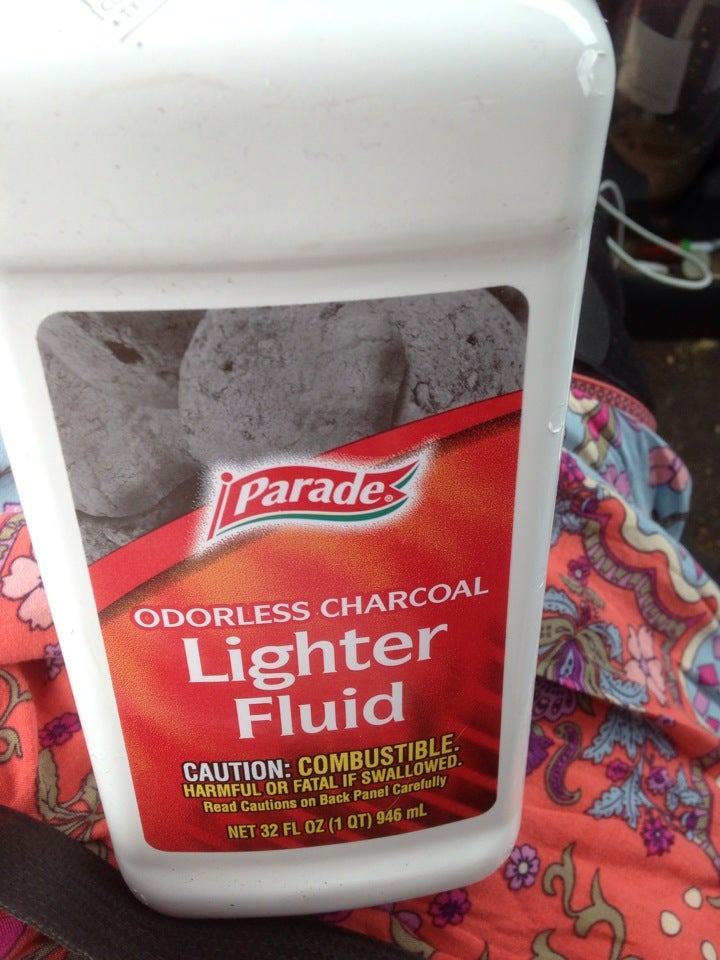 Parade®
ODORLESS CHARCOAL
Lighter
Fluid
CAUTION: COMBUSTIBLE.
HARMFUL OR FATAL IF SWALLOWED.
Read Cautions on Back Panel Carefully
NET 32 FL OZ (1 QT) 946 mL